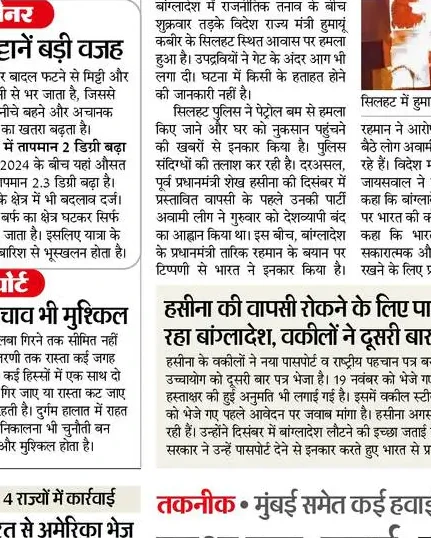 नर
ट्टानें बड़ी वजह
र बादल फटने से मिट्टी और
सी से भर जाता है, जिससे
नीचे बहने और अचानक
का खतरा बढ़ता है।
में तापमान 2 डिग्री बढ़ा
2024 के बीच यहां औसत
ापमान 2.3 डिग्री बढ़ा है।
के क्षेत्र में भी बदलाव दर्ज।
बर्फ का क्षेत्र घटकर सिर्फ
जाता है। इसलिए यात्रा के
बारिश से भूस्खलन होता है।
पोर्ट
चाव भी मुश्किल
लबा गिरने तक सीमित नहीं
तरणी तक रास्ता कई जगह
कई हिस्सों में एक साथ दो
गिर जाए या रास्ता कट जाए
हती है। दुर्गम हालात में राहत
निकालना भी चुनौती बन
और मुश्किल होता है।
4 राज्यों में कार्रवाई
रत से अमेरिका भेज
बांग्लादेश में राजनीतिक तनाव के बीच
शुक्रवार तड़के विदेश राज्य मंत्री हुमायूं
कबीर के सिलहट स्थित आवास पर हमला
हुआ है। उपद्रवियों ने गेट के अंदर आग भी
लगा दी। घटना में किसी के हताहत होने
की जानकारी नहीं है।
सिलहट पुलिस ने पेट्रोल बम से हमला
किए जाने और घर को नुकसान पहुंचने
की खबरों से इनकार किया है। पुलिस
संदिग्धों की तलाश कर रही है। दरअसल,
पूर्व प्रधानमंत्री शेख हसीना की दिसंबर में
प्रस्तावित वापसी के पहले उनकी पार्टी
अवामी लीग ने गुरुवार को देशव्यापी बंद
का आह्वान किया था। इस बीच, बांग्लादेश
के प्रधानमंत्री तारिक रहमान के बयान पर
टिप्पणी से भारत ने इनकार किया है।
सिलहट में हुमा
रहमान ने आरोप
बैठे लोग अवामी
रहे हैं। विदेश म
जायसवाल ने
कहा कि बांग्ला
पर भारत की क
कहा कि भार
सकारात्मक औ
रखने के लिए प्र
हसीना की वापसी रोकने के लिए पा
रहा बांग्लादेश, वकीलों ने दूसरी बार
हसीना के वकीलों ने नया पासपोर्ट व राष्ट्रीय पहचान पत्र बन
उच्चायोग को दूसरी बार पत्र भेजा है। 19 नवंबर को भेजे गए
हस्ताक्षर की हुई अनुमति भी लगाई गई है। इसमें वकील स्टी
को भेजे गए पहले आवेदन पर जवाब मांगा है। हसीना अगस
रही हैं। उन्होंने दिसंबर में बांग्लादेश लौटने की इच्छा जताई
सरकार ने उन्हें पासपोर्ट देने से इनकार करते हुए भारत से प्र
तकनीक • मुंबई समेत कई हवाई